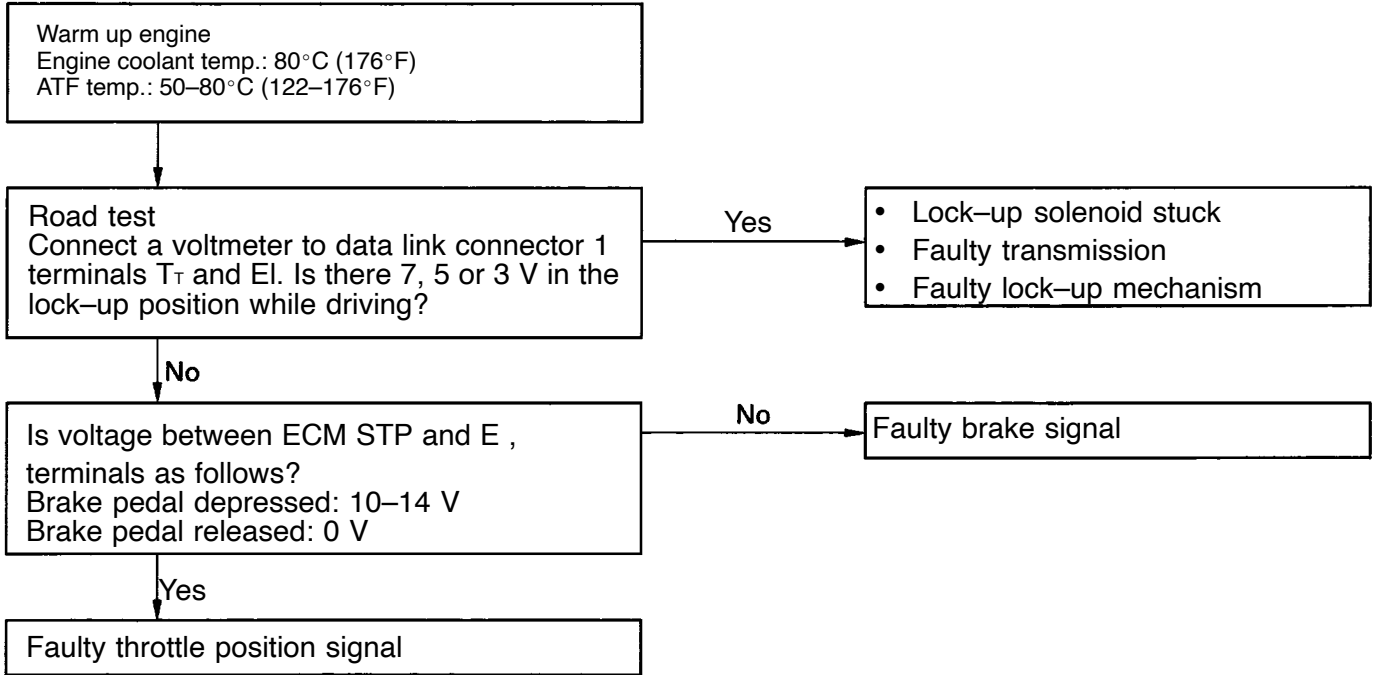 Warm up engine
Engine coolant temp.: 80°C (176°F)
ATF temp.: 50–80°C (122–176°F)
Road test
Connect a voltmeter to data link connector 1
terminals TT and El. Is there 7, 5 or 3 V in the
lock–up position while driving?
Yes
• Lock–up solenoid stuck
• Faulty transmission
• Faulty lock–up mechanism
No
Is voltage between ECM STP and E ,
terminals as follows?
Brake pedal depressed: 10–14 V
Brake pedal released: 0 V
No
Faulty brake signal
Yes
Faulty throttle position signal